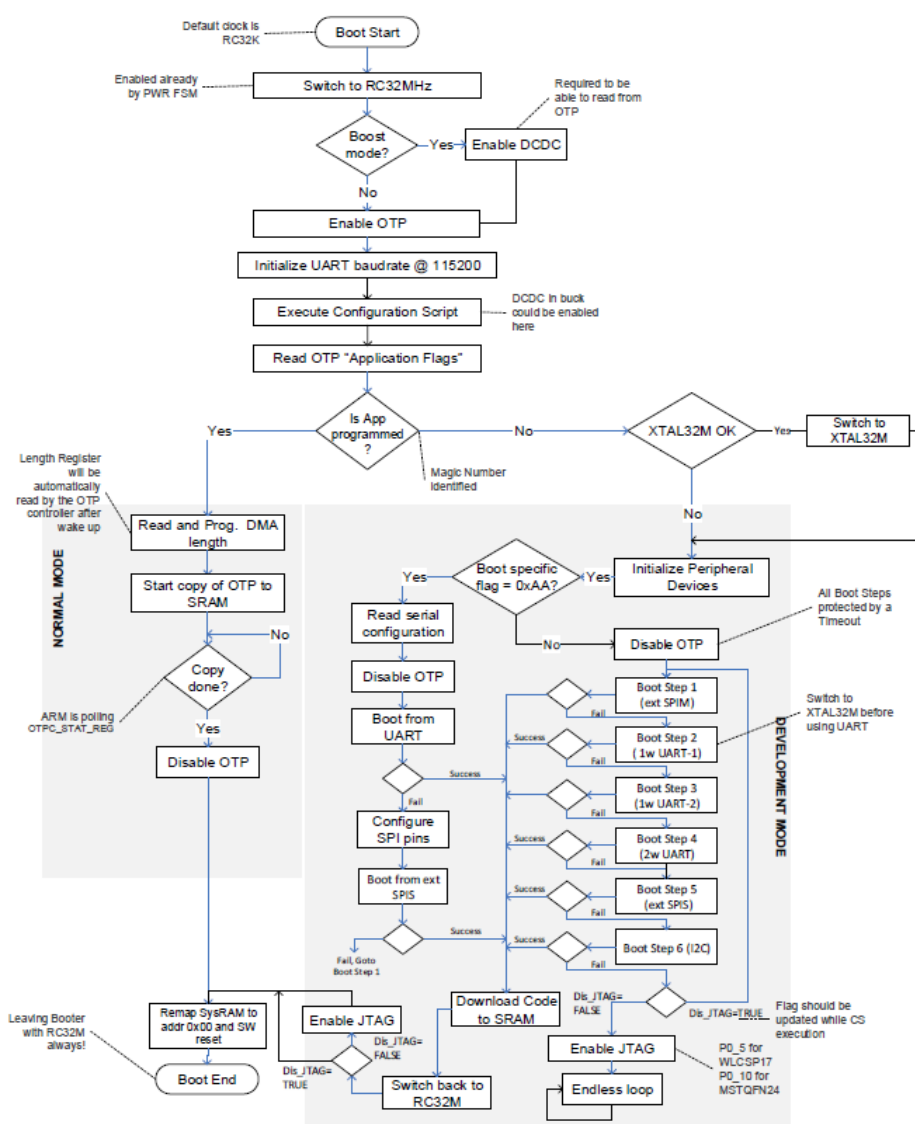 Default clock is
RC32K
Boot Start
Enabled already
by PWR FSM
Switch to RC32MHz
Required to be
able to read from
OTP
Boost
mode?
Yes
Enable DCDC
No
Enable OTP
Initialize UART baudrate @ 115200
Execute Configuration Script
DCDC in buck
could be enabled
here
Read OTP "Application Flags"
Is App
programmed
?
Yes
No
XTAL32M OK
Yes
Switch to
XTAL32M
Magic Number
identified
Length Register
will be
automatically
read by the OTP
controller after
wake up
No
NORMAL MODE
Read and Prog. DMA
length
Start copy of OTP to
SRAM
No
Copy
done?
ARM is polling
OTPC_STAT_REG
Yes
Disable OTP
Initialize Peripheral
Devices
Yes
Boot specific
flag = 0xAA?
Yes
No
Read serial
configuration
Disable OTP
All Boot Steps
protected by a
Timeout
Disable OTP
Boot from
UART
Success
Fail
Configure
SPI pins
Boot from ext
SPIS
Success
Fail, Goto
Boot Step 1
Boot Step 1
(ext SPIM)
Success
Fail
Boot Step 2
( 1w UART-1)
Switch to
XTAL32M before
using UART
Success
Fail
Boot Step 3
(1w UART-2)
Success
Fail
Boot Step 4
(2w UART)
Success
Fail
Boot Step 5
(ext SPIS)
Success
Fail
Boot Step 6 (I2C)
Success
Fail
DEVELOPMENT MODE
Dis_JTAG=
FALSE
Dis_JTAG=TRUE
Flag should be
updated while CS
execution
Enable JTAG
P0_5 for
WLCSP17
P0_10 for
MSTQFN24
Endless loop
Download Code
to SRAM
Enable JTAG
Dis_JTAG=
FALSE
Dis_JTAG=
TRUE
Switch back to
RC32M
Leaving Booter
with RC32M
always!
Remap SysRAM to
addr 0x00 and SW
reset
Boot End